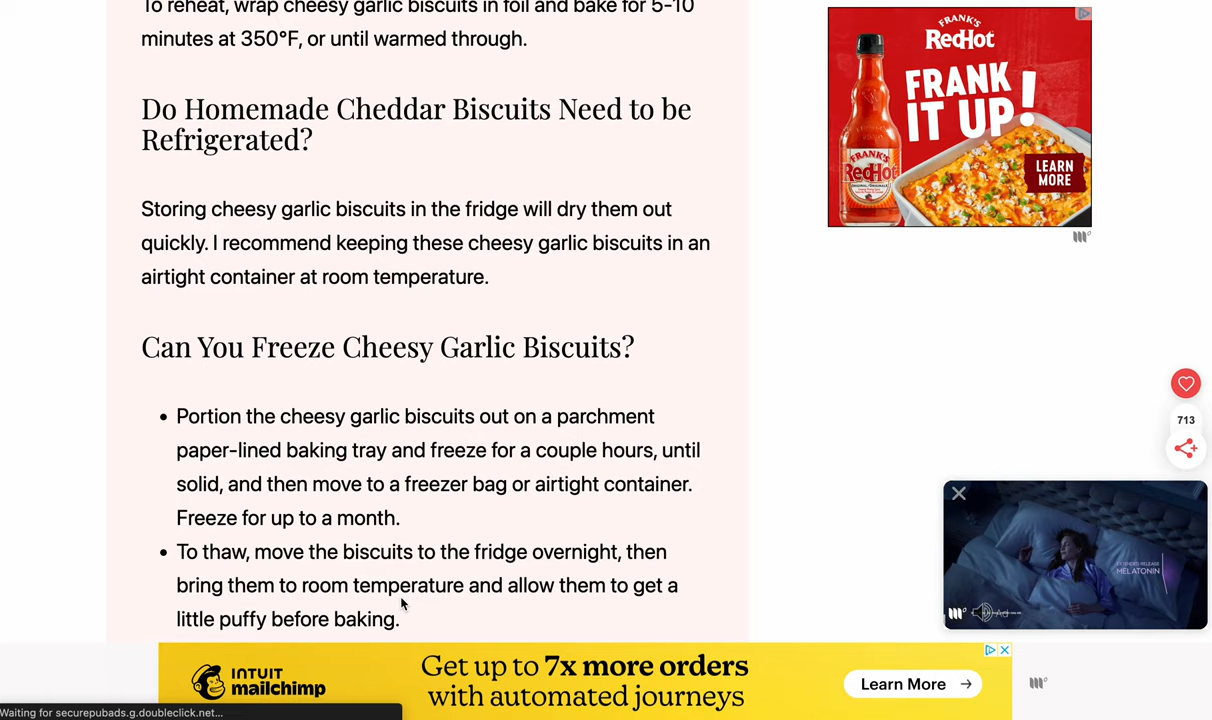 To reheat, wrap cheesy garlic biscuits in foil and bake for 5-10
minutes at 350°F, or until warmed through.
Do Homemade Cheddar Biscuits Need to be
Refrigerated?
Storing cheesy garlic biscuits in the fridge will dry them out
quickly. I recommend keeping these cheesy garlic biscuits in an
airtight container at room temperature.
Can You Freeze Cheesy Garlic Biscuits?
• Portion the cheesy garlic biscuits out on a parchment
paper-lined baking tray and freeze for a couple hours, until
solid, and then move to a freezer bag or airtight container.
Freeze for up to a month.
• To thaw, move the biscuits to the fridge overnight, then
bring them to room temperature and allow them to get a
little puffy before baking.
FRANK'S
RedHot
FRANK
IT UP!
FRANK'S
RedHot
LEARN
MORE
713
MELATONIN
INTUIT
mailchimp
Get up to 7x more orders
with automated journeys
Learn More →
Waiting for securepubads.g.doubleclick.net...